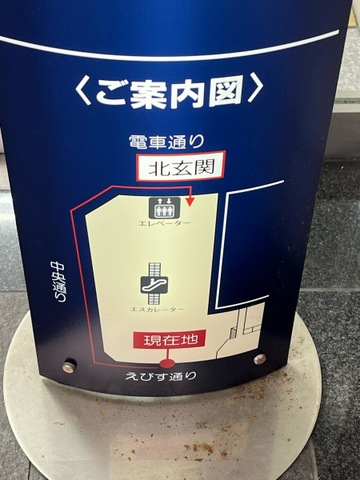 〈ご案内図〉
電車通り
北玄関
エレベーター
中央通り
エスカレーター
現在地
えびす通り